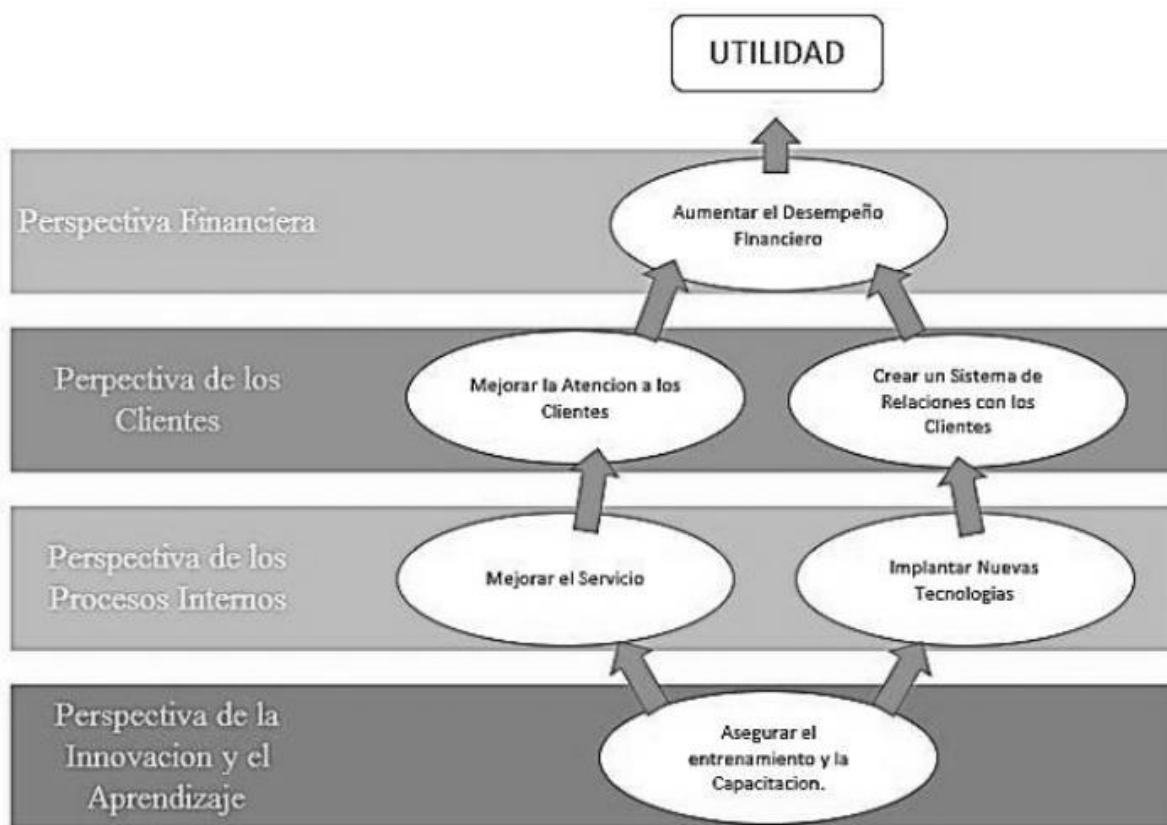 UTILIDAD
Perspectiva Financiera
Aumentar el Desempeño
Financiero
Perpectiva de los
Clientes
Mejorar la Atencion a los
Clientes
Crear un Sistema de
Relaciones con los
Clientes
Perspectiva de los
Procesos Internos
Mejorar el Servicio
Implantar Nuevas
Tecnologias
Perspectiva de la
Innovacion y el
Aprendizaje
Asegurar el
entrenamiento y la
Capacitacion.